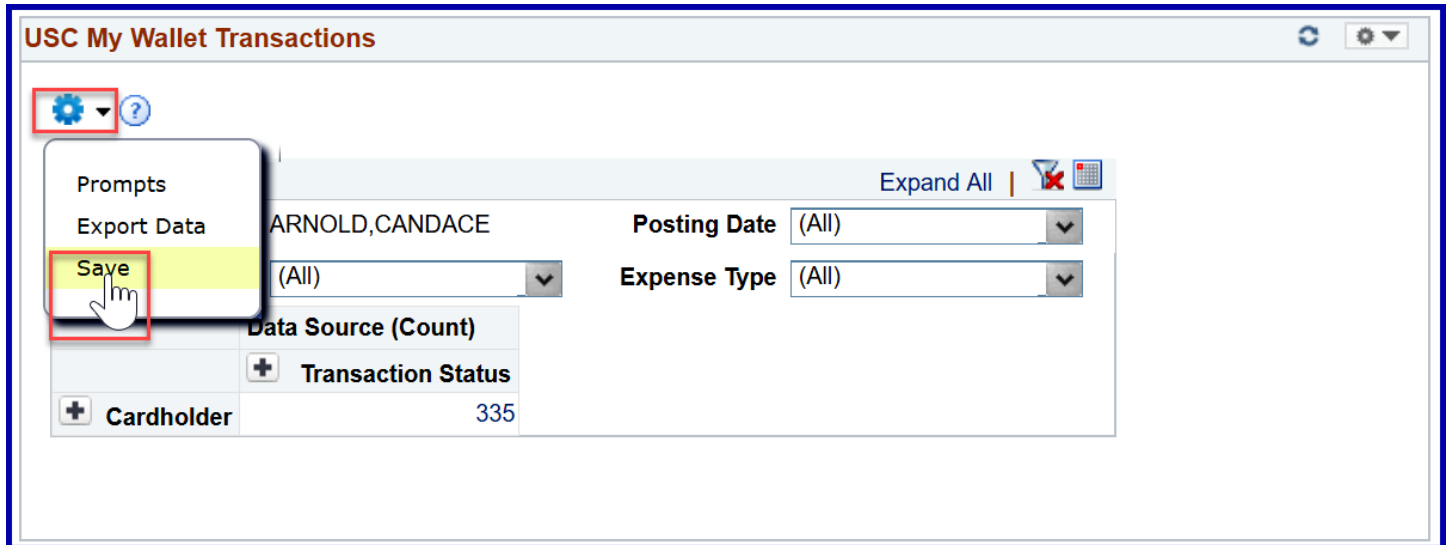 USC My Wallet Transactions
?
Prompts
Export Data
Save
Expand All |
ARNOLD,CANDACE Posting Date (All)
(All) Expense Type (All)
Data Source (Count)
Transaction Status
Cardholder 335